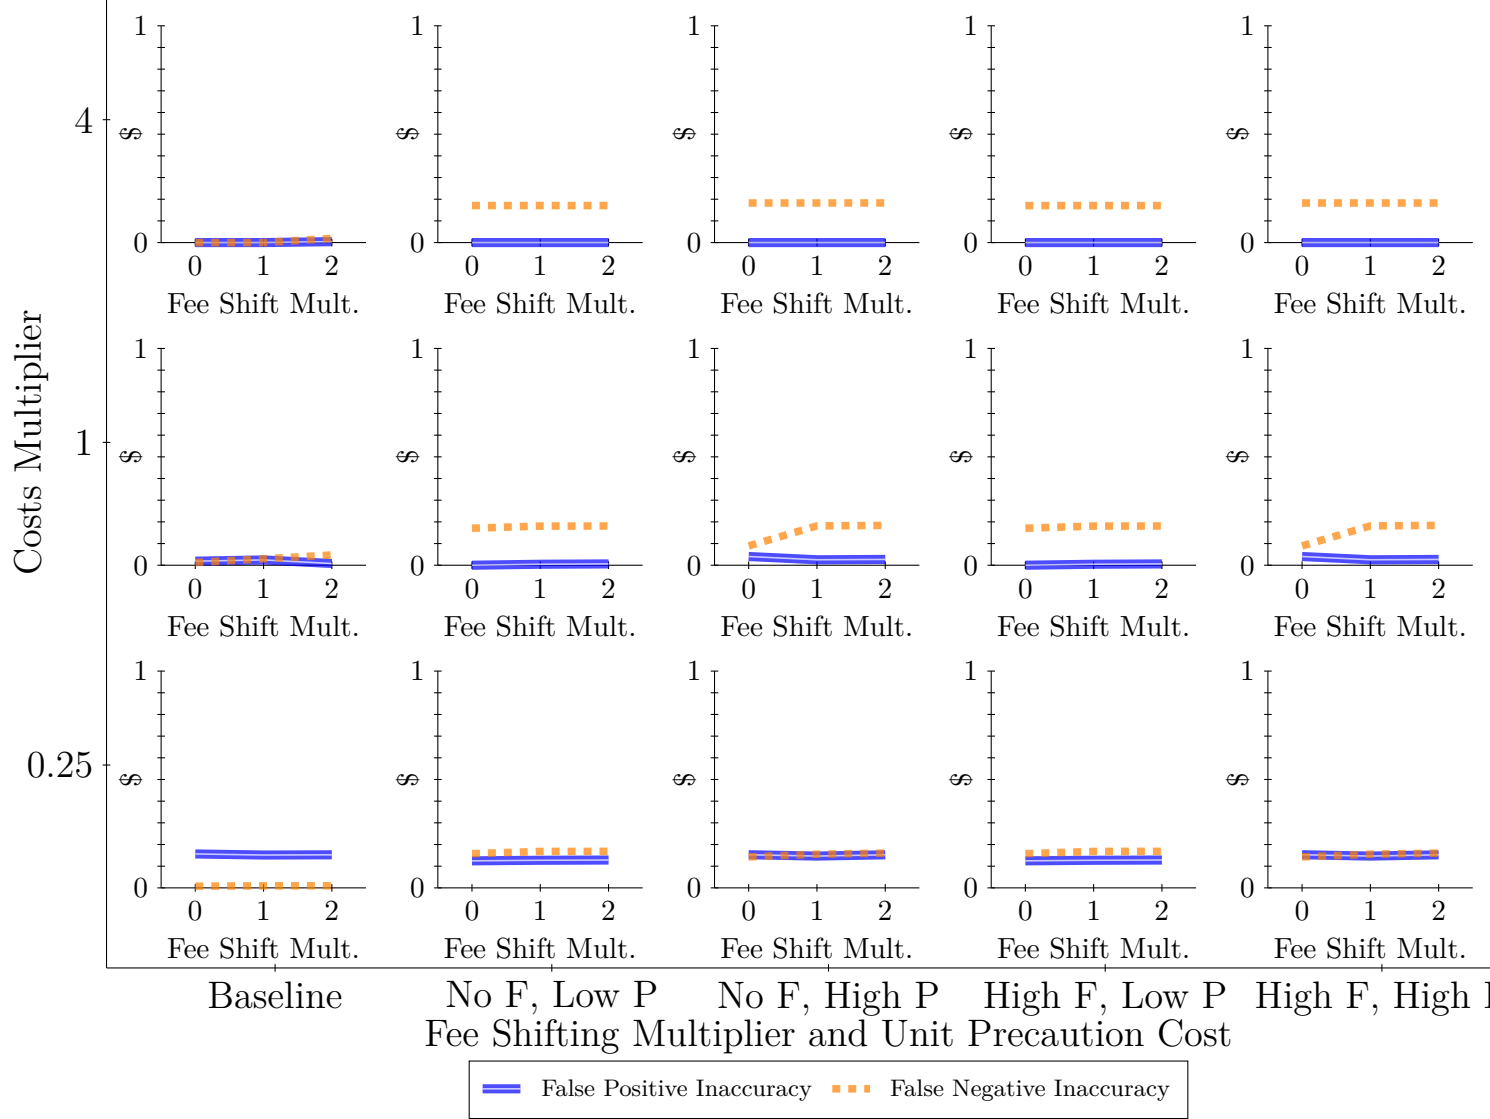 1 1 1 1 1
4 $ $ $ $ $
0 0 0 0 0
0 1 2 0 1 2 0 1 2 0 1 2 0 1 2
Fee Shift Mult. Fee Shift Mult. Fee Shift Mult. Fee Shift Mult. Fee Shift Mult.
Costs Multiplier
1 1 1 1 1
1 $ $ $ $ $
0 0 0 0 0
0 1 2 0 1 2 0 1 2 0 1 2 0 1 2
Fee Shift Mult. Fee Shift Mult. Fee Shift Mult. Fee Shift Mult. Fee Shift Mult.
1 1 1 1 1
0.25 $ $ $ $ $
0 0 0 0 0
0 1 2 0 1 2 0 1 2 0 1 2 0 1 2
Fee Shift Mult. Fee Shift Mult. Fee Shift Mult. Fee Shift Mult. Fee Shift Mult.
Baseline No F, Low P No F, High P High F, Low P High F, High
Fee Shifting Multiplier and Unit Precaution Cost
False Positive Inaccuracy False Negative Inaccuracy